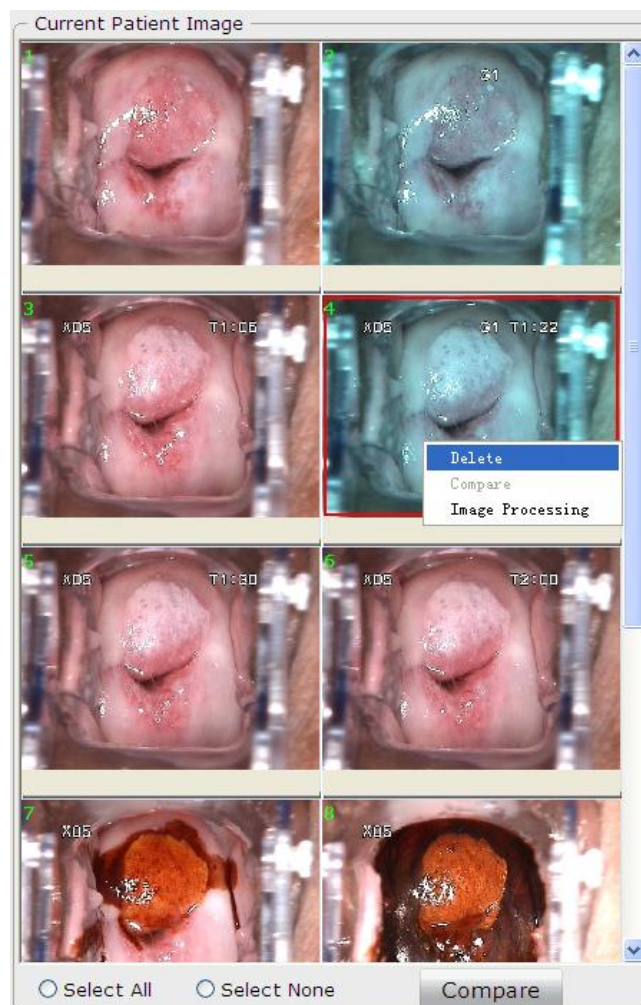 Current Patient Image
1
2
G1
3
X05 T1:06
4
X05 G1 T1:22
Delete
Compare
Image Processing
5
X05 T1:30
6
X05 T2:00
7
X05
8
X05
Select All
Select None
Compare